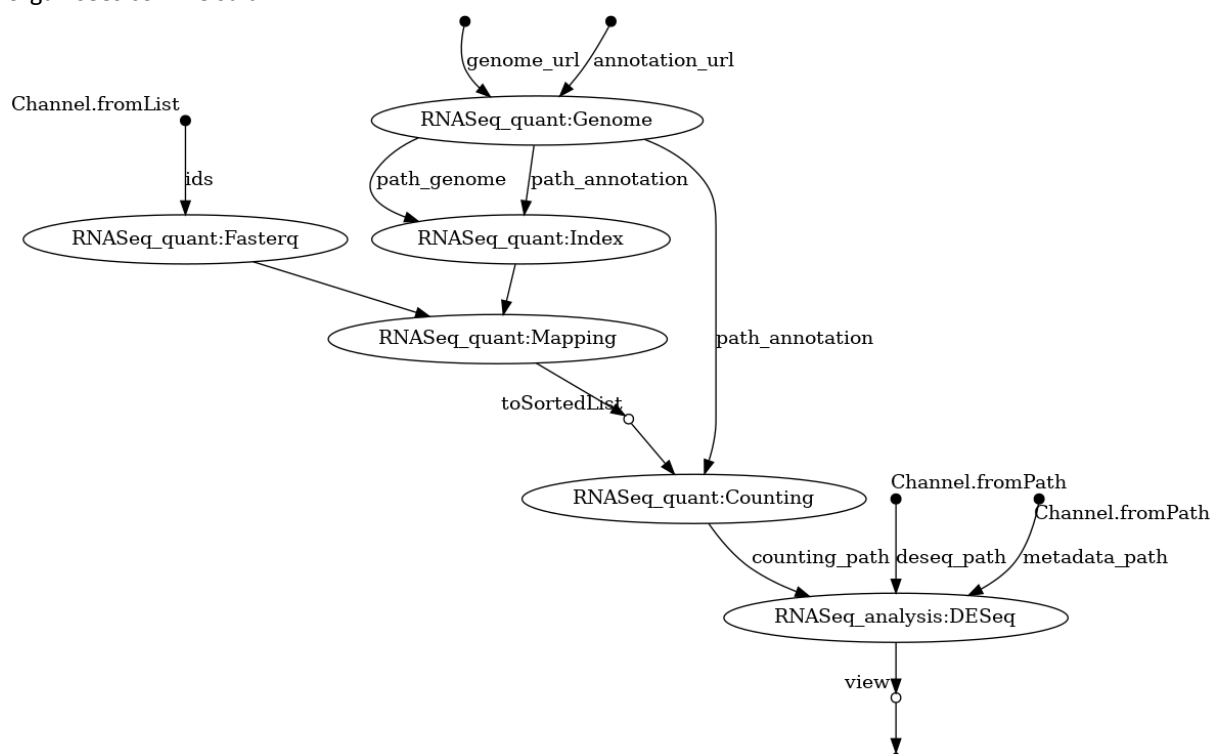 genome_url
annotation_url
Channel.fromList
RNASeq_quant:Genome
ids
path_genome
path_annotation
RNASeq_quant:Fasterq
RNASeq_quant:Index
RNASeq_quant:Mapping
path_annotation
toSortedList
Channel.fromPath
RNASeq_quant:Counting
Channel.fromPath
counting_path
deseq_path
metadata_path
RNASeq_analysis:DESeq
view